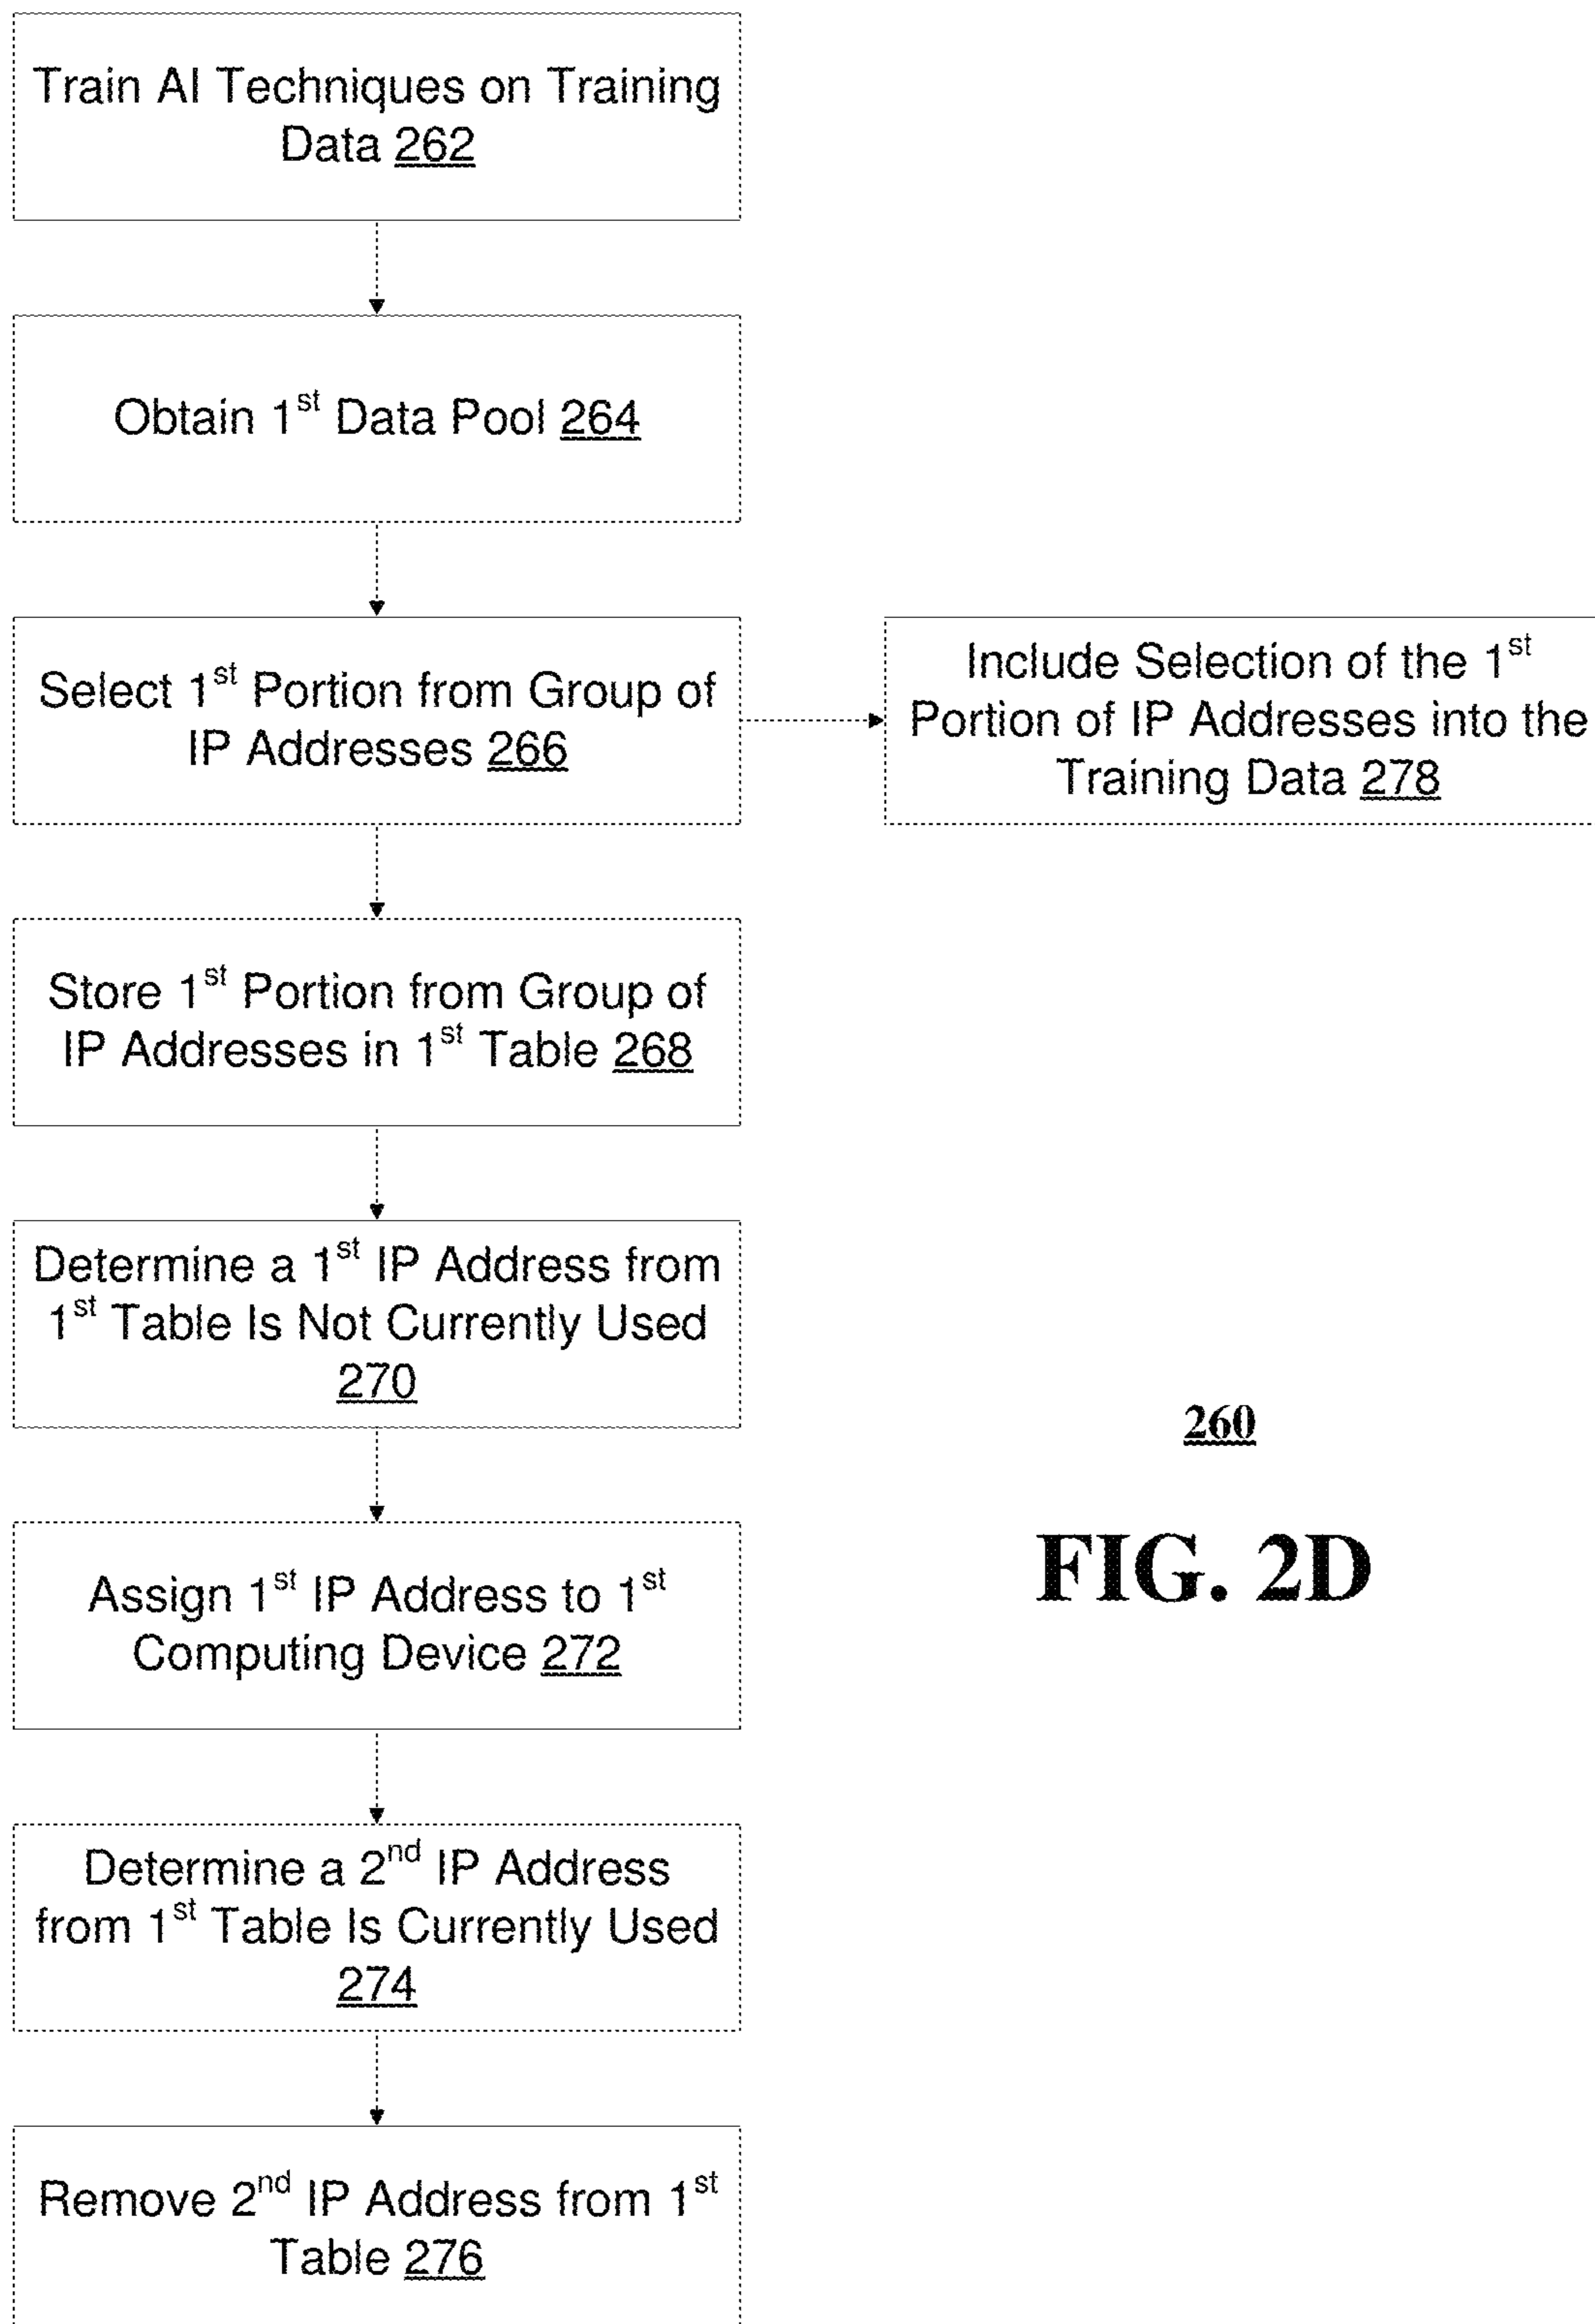 Train AI Techniques on Training
Data 262
Obtain 1st Data Pool 264
Select 1st Portion from Group of
IP Addresses 266
Include Selection of the 1st
Portion of IP Addresses into the
Training Data 278
Store 1st Portion from Group of
IP Addresses in 1st Table 268
Determine a 1st IP Address from
1st Table Is Not Currently Used
270
Assign 1st IP Address to 1st
Computing Device 272
Determine a 2nd IP Address
from 1st Table Is Currently Used
274
Remove 2nd IP Address from 1st
Table 276
260
FIG. 2D